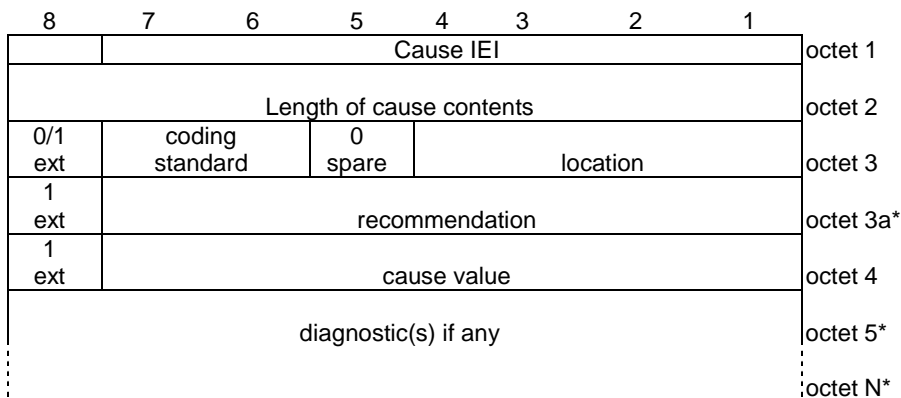 8 7 6 5 4 3 2 1
Cause IEI octet 1
Length of cause contents octet 2
0/1 coding 0
ext standard spare location octet 3
1
ext recommendation octet 3a*
1
ext cause value octet 4
diagnostic(s) if any octet 5*
octet N*